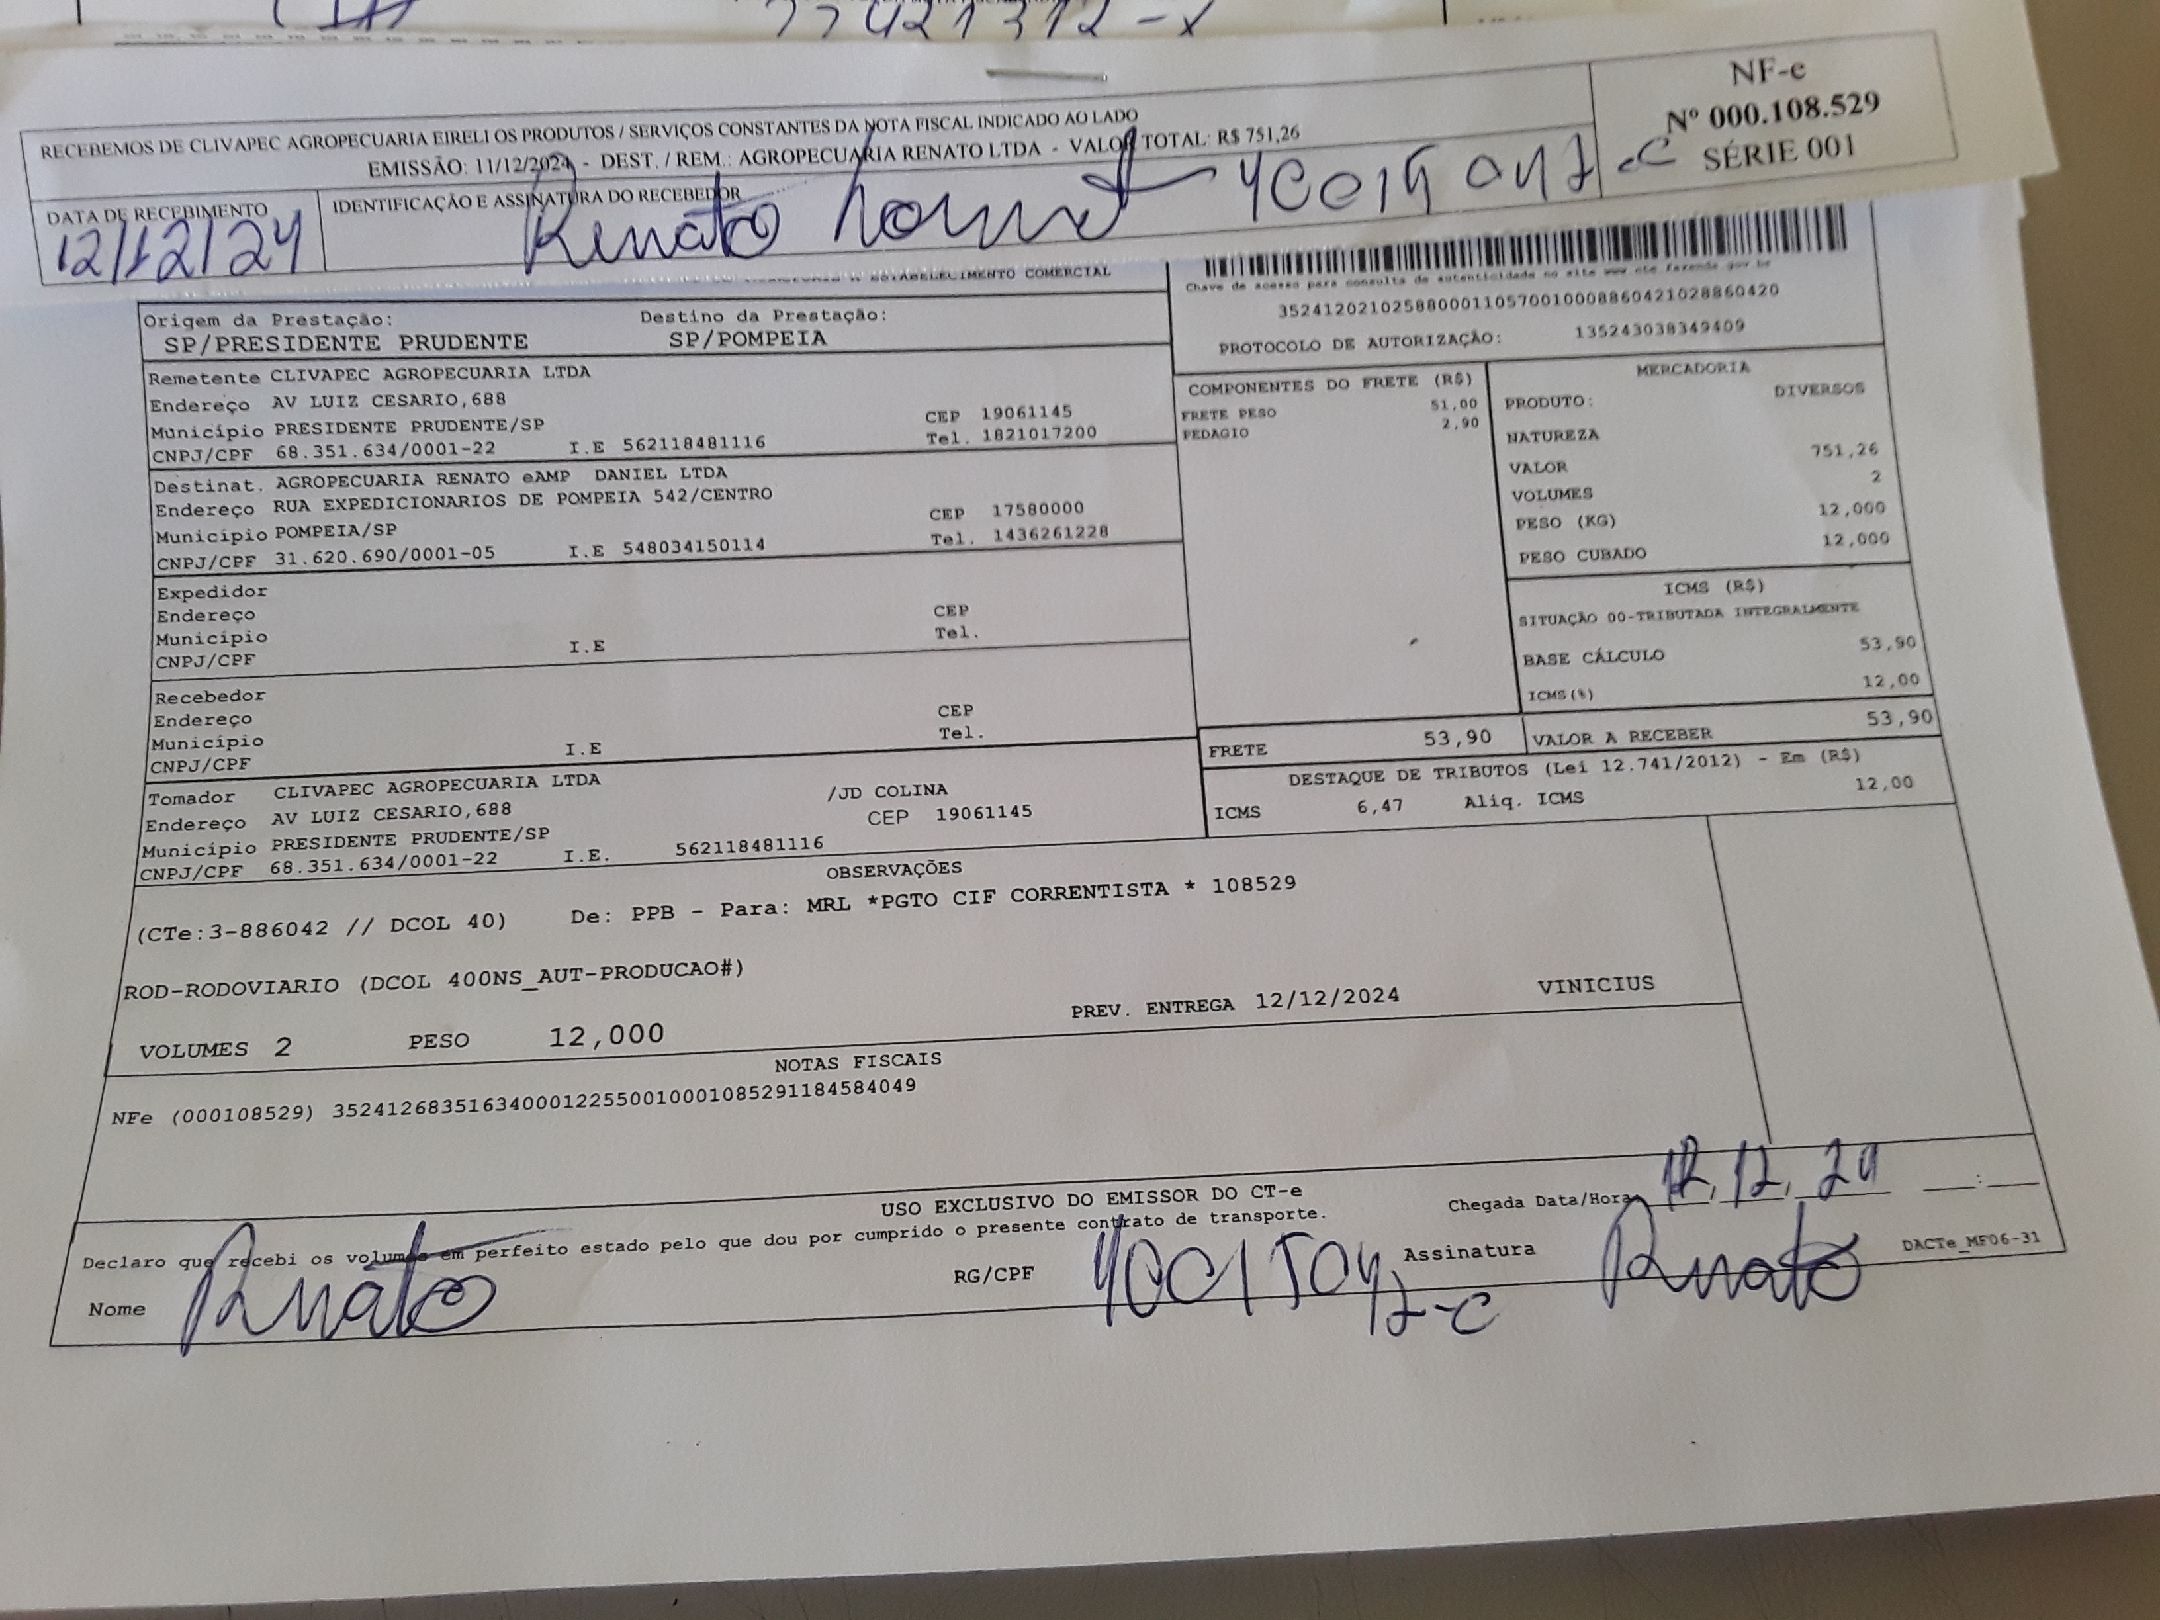 77421312-X
RECEBEMOS DE CLIVAPEC AGROPECUARIA EIRELI OS PRODUTOS / SERVIÇOS CONSTANTES DA NOTA FISCAL INDICADO AO LADO
EMISSÃO: 11/12/2024 - DEST. / REM.: AGROPECUARIA RENATO LTDA - VALOR TOTAL: R$ 751,26
NF-e
Nº 000.108.529
SÉRIE 001
DATA DE RECEBIMENTO
12/12/24
IDENTIFICAÇÃO E ASSINATURA DO RECEBEDOR
Renato
ESTABELECIMENTO COMERCIAL
Chave de acesso para consulta de autenticidade no site www.cte.fazenda.gov.br
35241202102588000110570010008860421028860420
PROTOCOLO DE AUTORIZAÇÃO: 135243038349409
Origem da Prestação: Destino da Prestação:
SP/PRESIDENTE PRUDENTE SP/POMPEIA
Remetente CLIVAPEC AGROPECUARIA LTDA
Endereço AV LUIZ CESARIO,688 CEP 19061145
Município PRESIDENTE PRUDENTE/SP Tel. 1821017200
CNPJ/CPF 68.351.634/0001-22 I.E 562118481116
Destinat. AGROPECUARIA RENATO eAMP DANIEL LTDA
Endereço RUA EXPEDICIONARIOS DE POMPEIA 542/CENTRO
Município POMPEIA/SP CEP 17580000
CNPJ/CPF 31.620.690/0001-05 I.E 548034150114 Tel. 1436261228
Expedidor
Endereço CEP
Município Tel.
CNPJ/CPF I.E
Recebedor
Endereço CEP
Município Tel.
CNPJ/CPF I.E
Tomador CLIVAPEC AGROPECUARIA LTDA
Endereço AV LUIZ CESARIO,688 /JD COLINA
Município PRESIDENTE PRUDENTE/SP CEP 19061145
CNPJ/CPF 68.351.634/0001-22 I.E. 562118481116
COMPONENTES DO FRETE (R$)
FRETE PESO 51,00
PEDAGIO 2,90
MERCADORIA
PRODUTO: DIVERSOS
NATUREZA
VALOR 751,26
VOLUMES 2
PESO (KG) 12,000
PESO CUBADO 12,000
ICMS (R$)
SITUAÇÃO 00-TRIBUTADA INTEGRALMENTE
BASE CÁLCULO 53,90
ICMS(%) 12,00
FRETE 53,90 VALOR A RECEBER 53,90
DESTAQUE DE TRIBUTOS (Lei 12.741/2012) - Em (R$)
ICMS 6,47 Aliq. ICMS 12,00
OBSERVAÇÕES
(CTe:3-886042 // DCOL 40) De: PPB - Para: MRL *PGTO CIF CORRENTISTA * 108529
ROD-RODOVIARIO (DCOL 400NS_AUT-PRODUCAO#)
PREV. ENTREGA 12/12/2024 VINICIUS
VOLUMES 2 PESO 12,000
NOTAS FISCAIS
NFe (000108529) 35241268351634000122550010001085291184584049
USO EXCLUSIVO DO EMISSOR DO CT-e
Declaro que recebi os volumes em perfeito estado pelo que dou por cumprido o presente contrato de transporte.
Chegada Data/Hora 12,12,24 ___:___
Nome Renato RG/CPF Assinatura Renato
DACTe_MF06-31